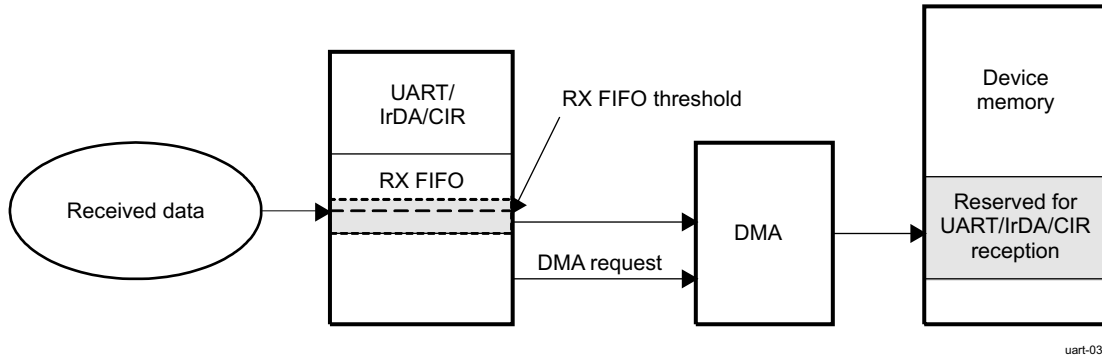 Received data
UART/
IrDA/CIR
RX FIFO
RX FIFO threshold
DMA request
DMA
Device
memory
Reserved for
UART/IrDA/CIR
reception
uart-03